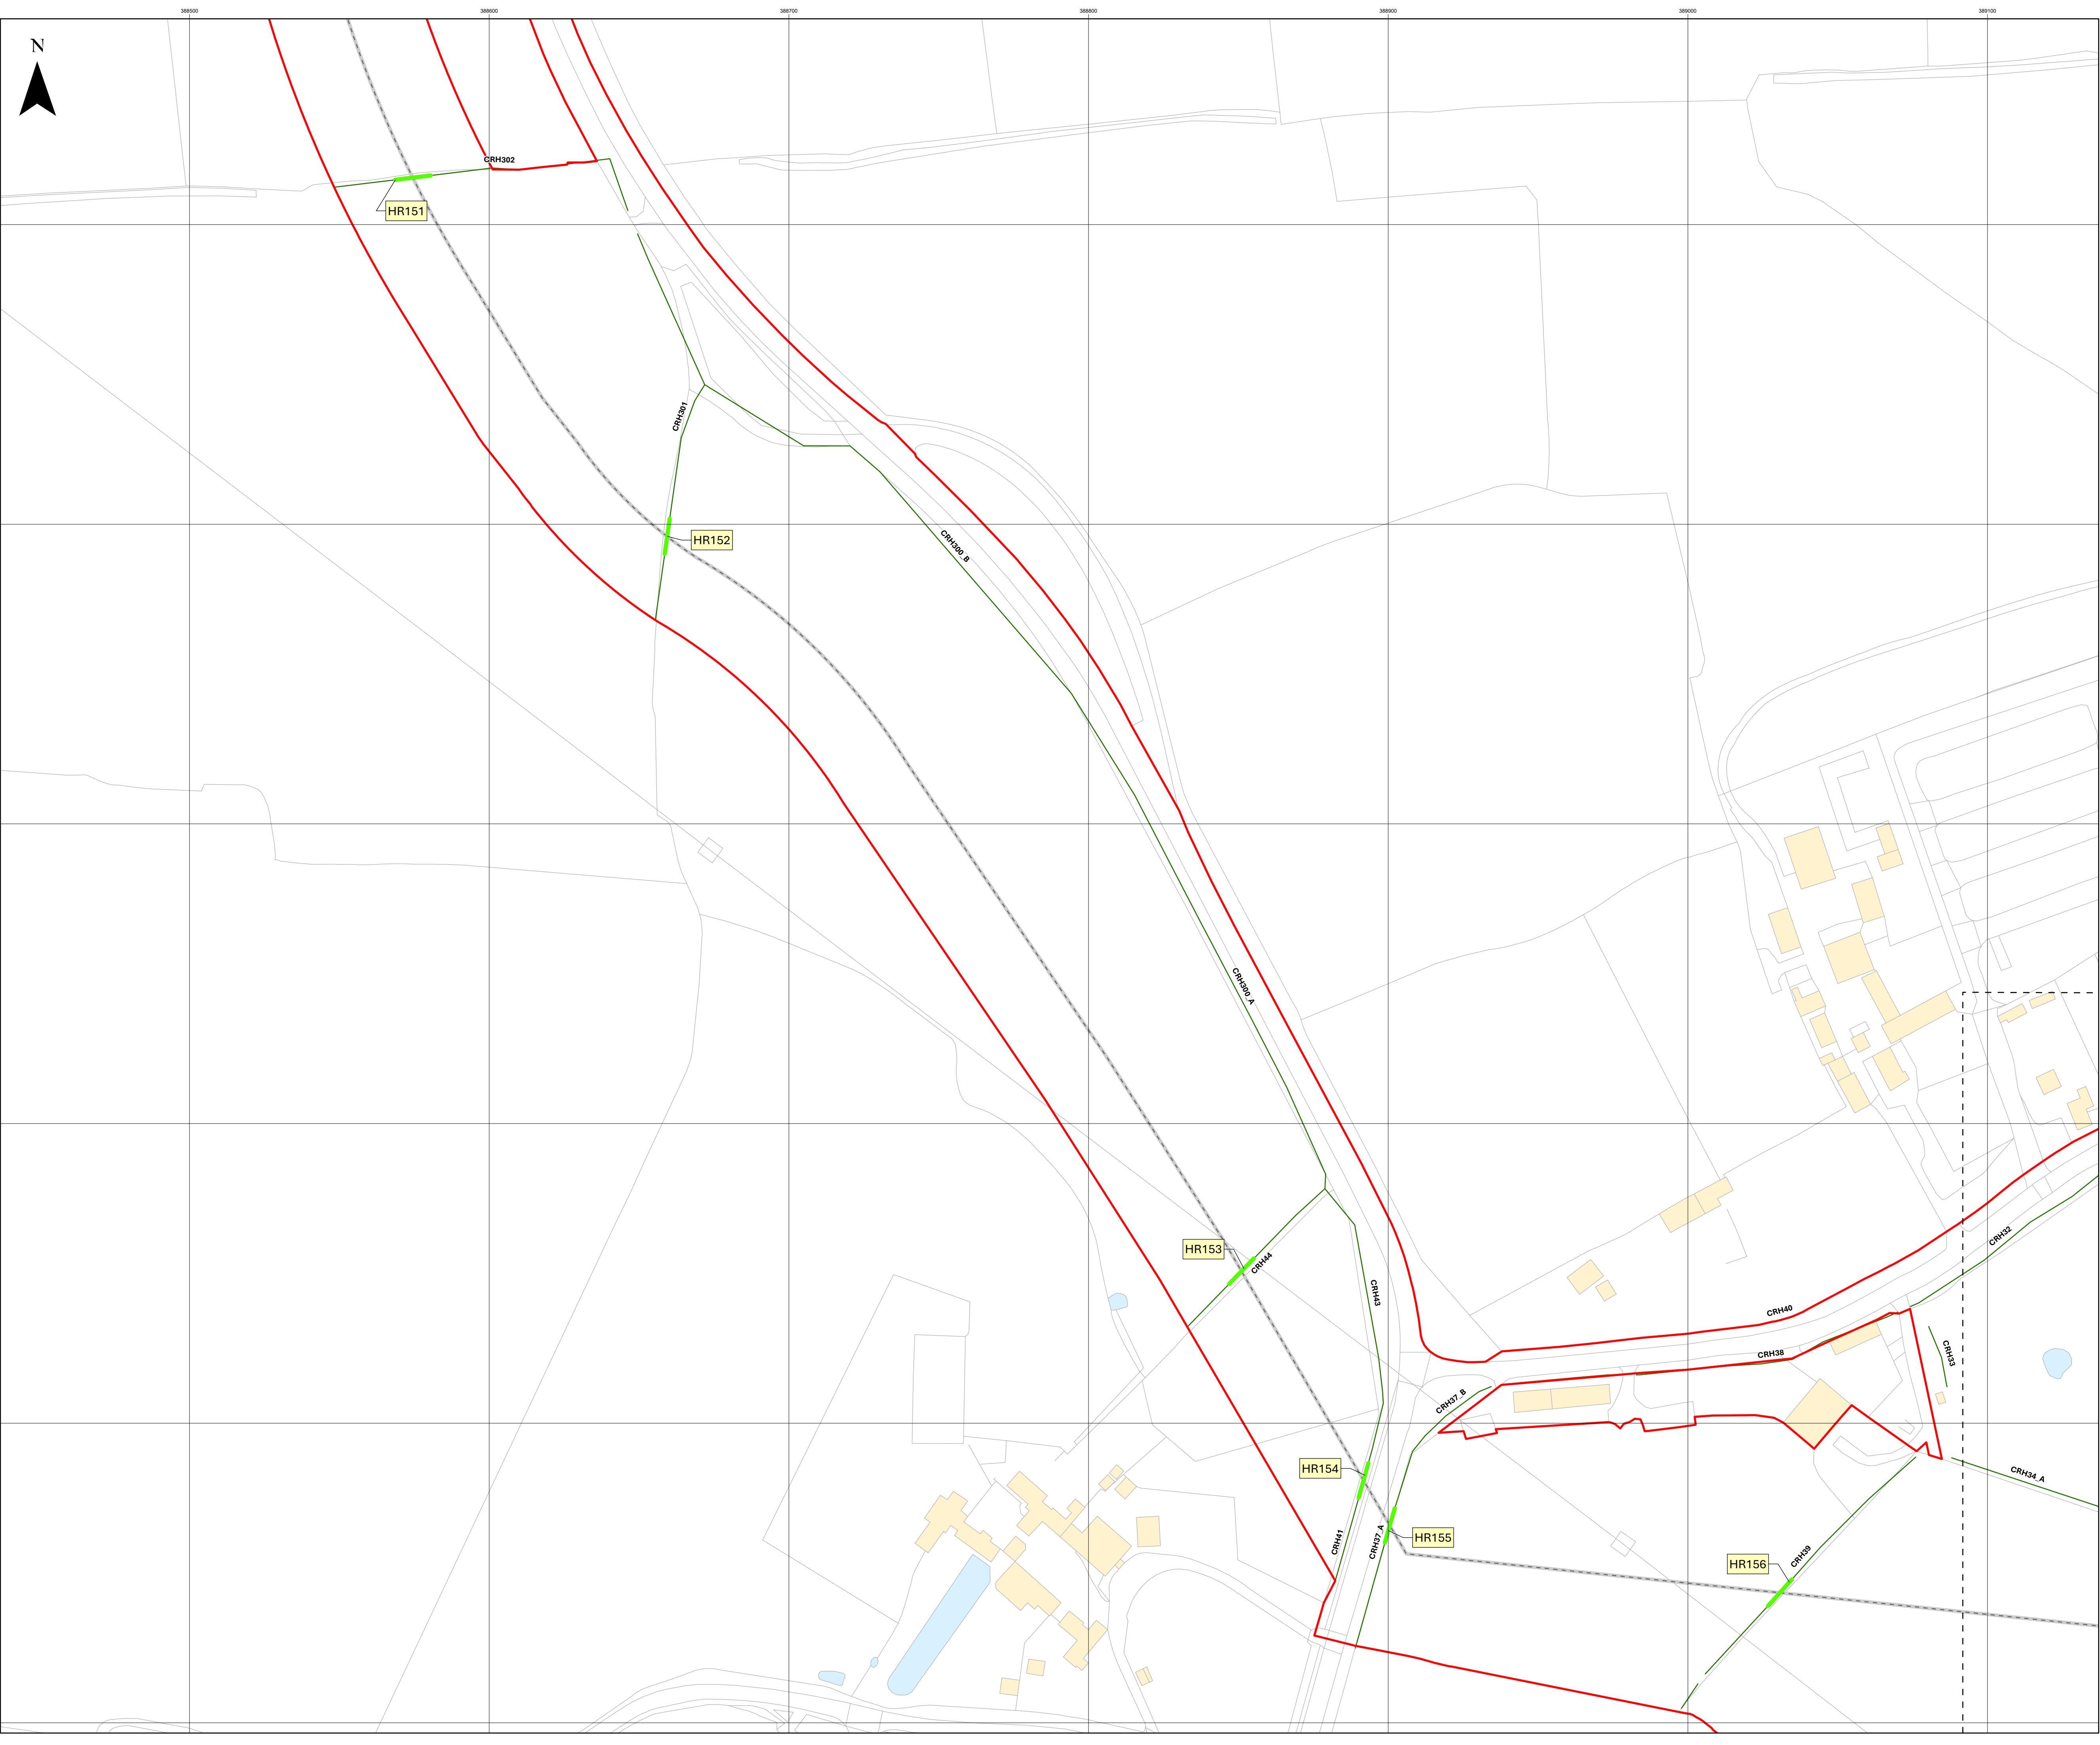 388500
388600
388700
388800
388900
389000
389100
N
CRH302
HR151
CRH301
HR152
CRH300_B
CRH300_A
HR153
CRH44
CRH32
CRH43
CRH40
CRH33
CRH38
CRH37_B
HR154
CRH34_A
CRH41
CRH37_A
HR155
CRH39
HR156